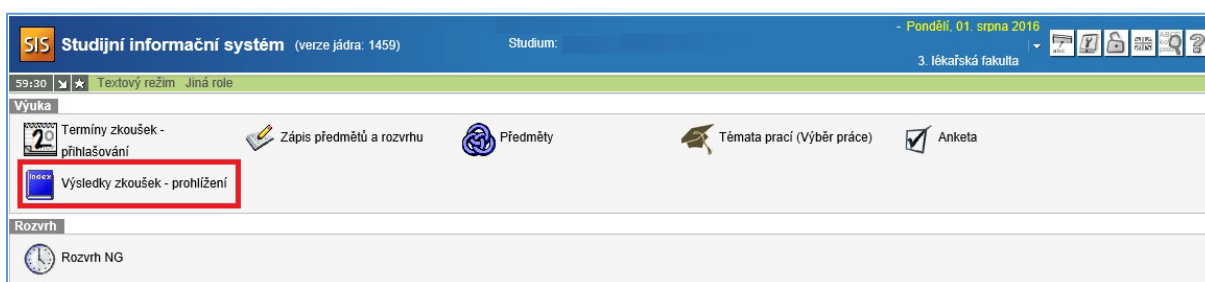 SIS Studijní informační systém (verze jádra: 1459) Studium: - Pondělí, 01. srpna 2016
3. lékařská fakulta
59:30 Textový režim Jiná role
Výuka
Termíny zkoušek -
přihlašování
Zápis předmětů a rozvrhu
Předměty
Témata prací (Výběr práce)
Anketa
Index Výsledky zkoušek - prohlížení
Rozvrh
Rozvrh NG